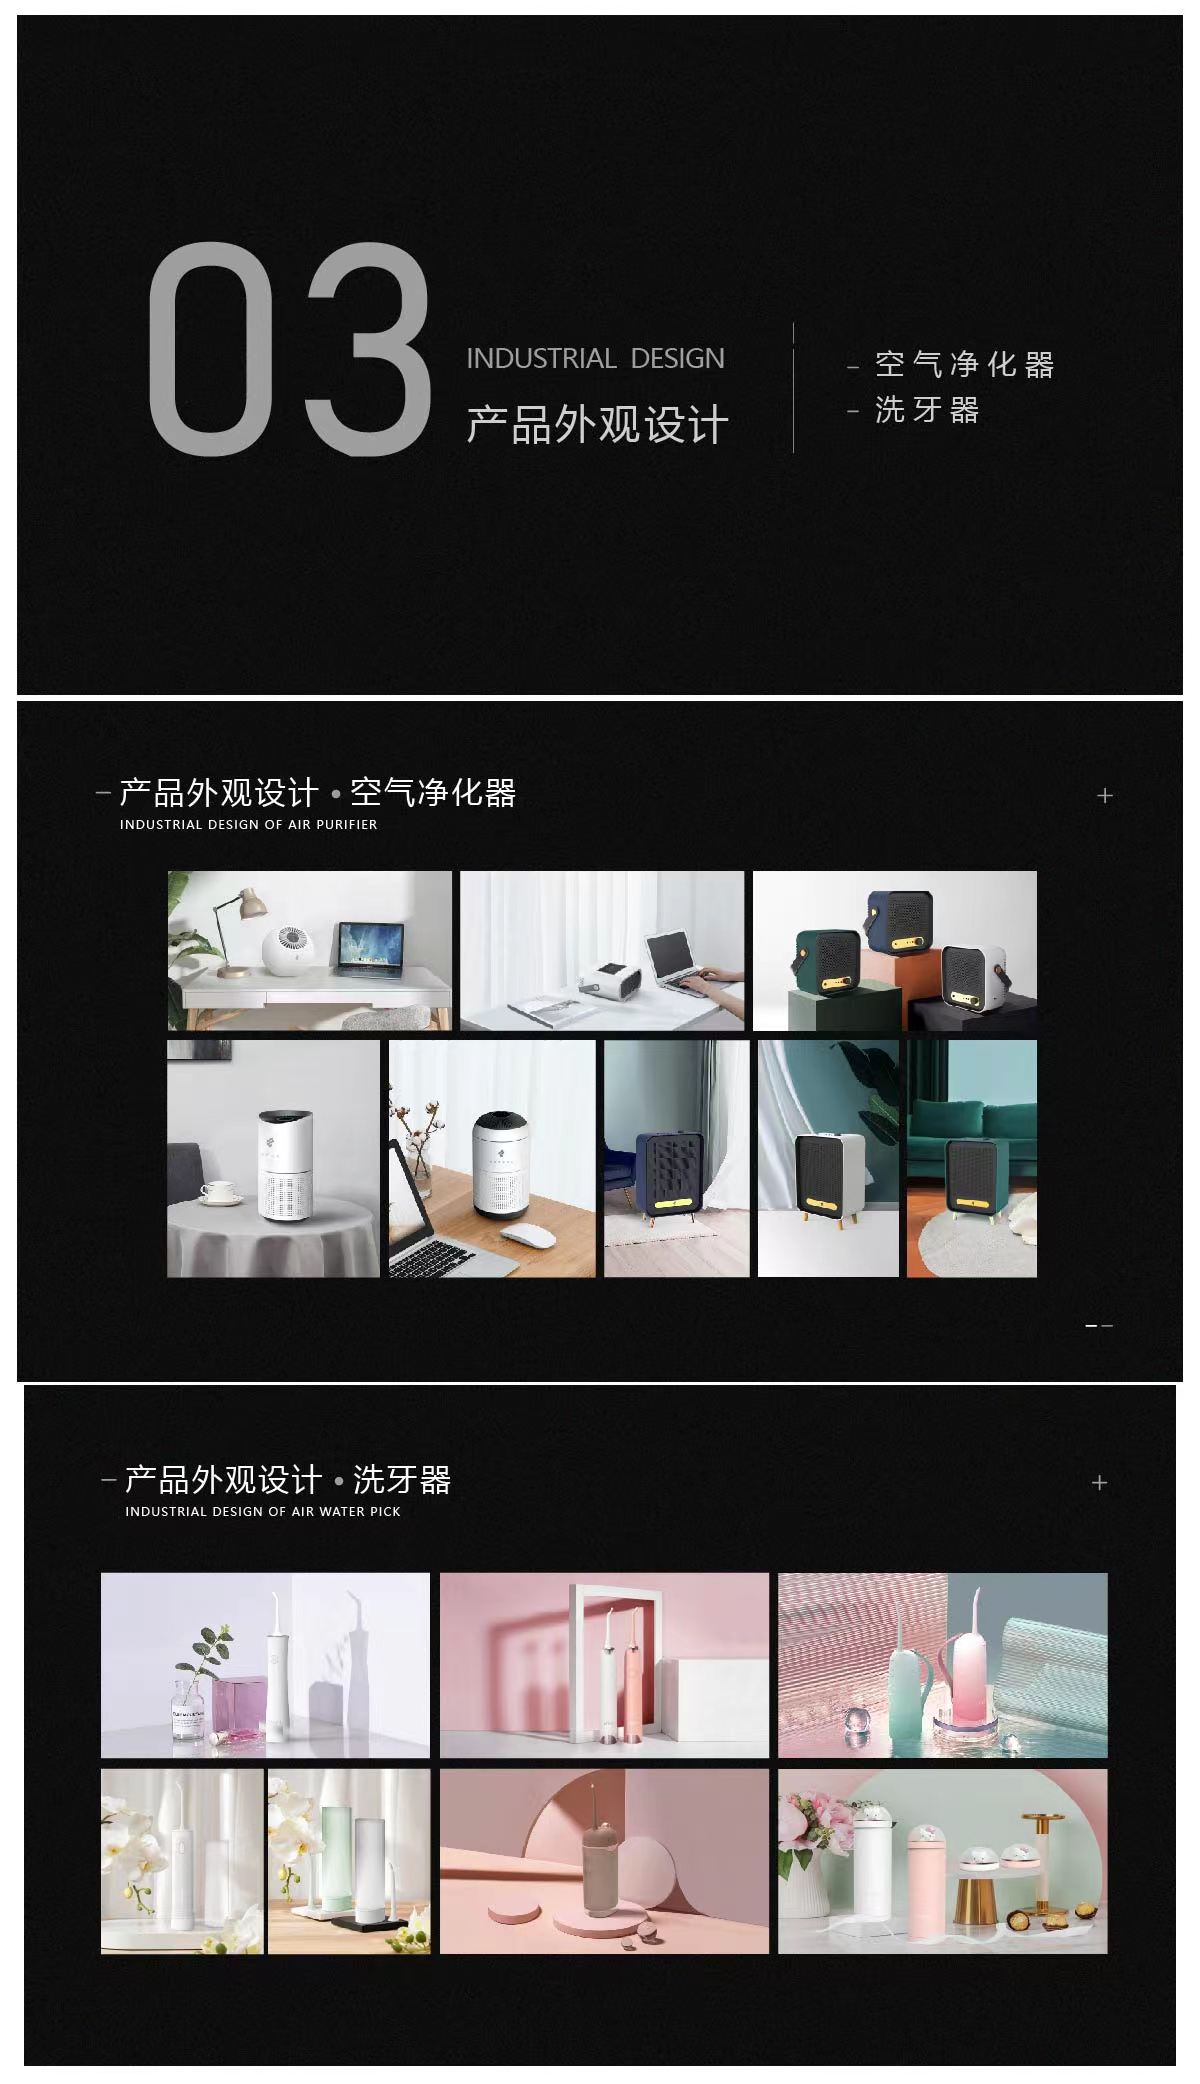 03
INDUSTRIAL DESIGN
产品外观设计
- 空气净化器
- 洗牙器
- 产品外观设计 • 空气净化器
INDUSTRIAL DESIGN OF AIR PURIFIER
- 产品外观设计 • 洗牙器
INDUSTRIAL DESIGN OF AIR WATER PICK